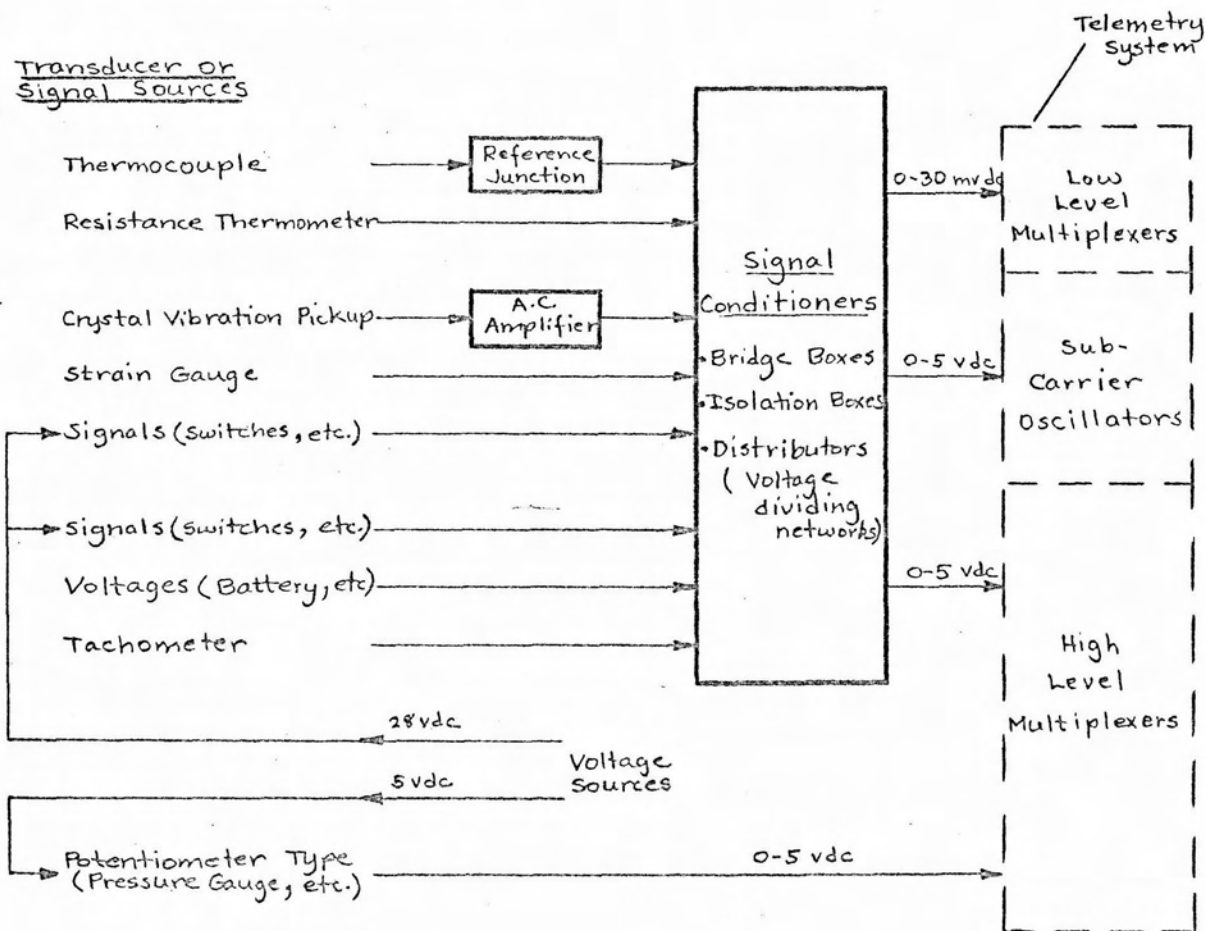 Telemetry
System
Transducer or
Signal Sources
Thermocouple
Reference
Junction
Resistance Thermometer
Crystal Vibration Pickup
A.C.
Amplifier
Strain Gauge
Signals (switches, etc.)
Signals (switches, etc.)
Voltages (Battery, etc)
Tachometer
Signal
Conditioners
•Bridge Boxes
•Isolation Boxes
•Distributors
(Voltage
dividing
networks)
0-30 mvdc
0-5 vdc
0-5 vdc
Low
Level
Multiplexers
Sub-
Carrier
Oscillators
High
Level
Multiplexers
28 vdc
5 vdc
Voltage
Sources
Potentiometer Type
(Pressure Gauge, etc.)
0-5 vdc